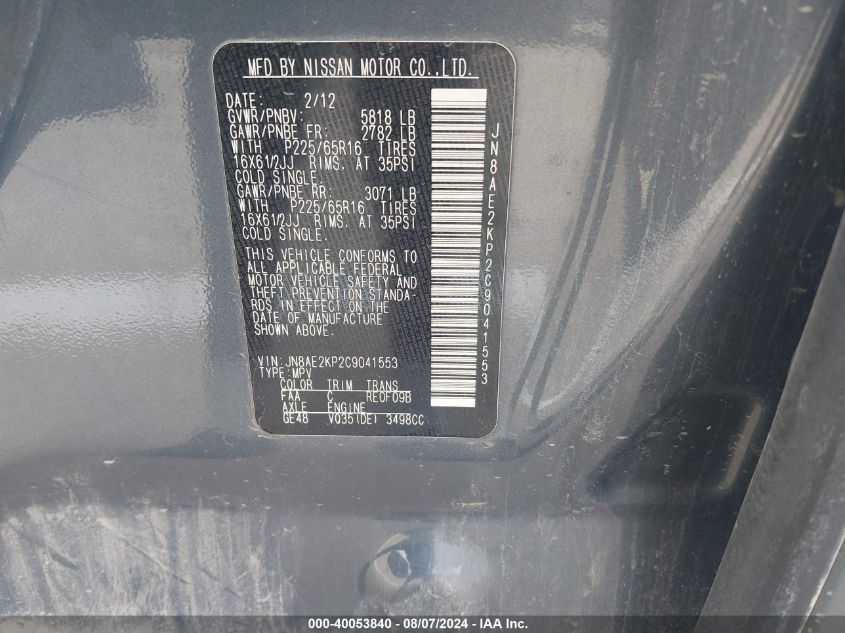 MFD BY NISSAN MOTOR CO.,LTD.
DATE: 2/12
GVWR/PNBV: 5818 LB
GAWR/PNBE FR: 2782 LB
WITH P225/65R16 TIRES
16X61/2JJ RIMS. AT 35PSI
COLD SINGLE.
GAWR/PNBE RR: 3071 LB
WITH P225/65R16 TIRES
16X61/2JJ RIMS. AT 35PSI
COLD SINGLE.
THIS VEHICLE CONFORMS TO
ALL APPLICABLE FEDERAL
MOTOR VEHICLE SAFETY AND
THEFT PREVENTION STANDA-
RDS IN EFFECT ON THE
DATE OF MANUFACTURE
SHOWN ABOVE.
VIN:JN8AE2KP2C9041553
TYPE:MPV
COLOR TRIM TRANS
FAA C RE0F09B
AXLE ENGINE
GE48 VQ35(DE) 3498CC
JN8AE2KP2C9041553
000-40053840 - 08/07/2024 - IAA Inc.